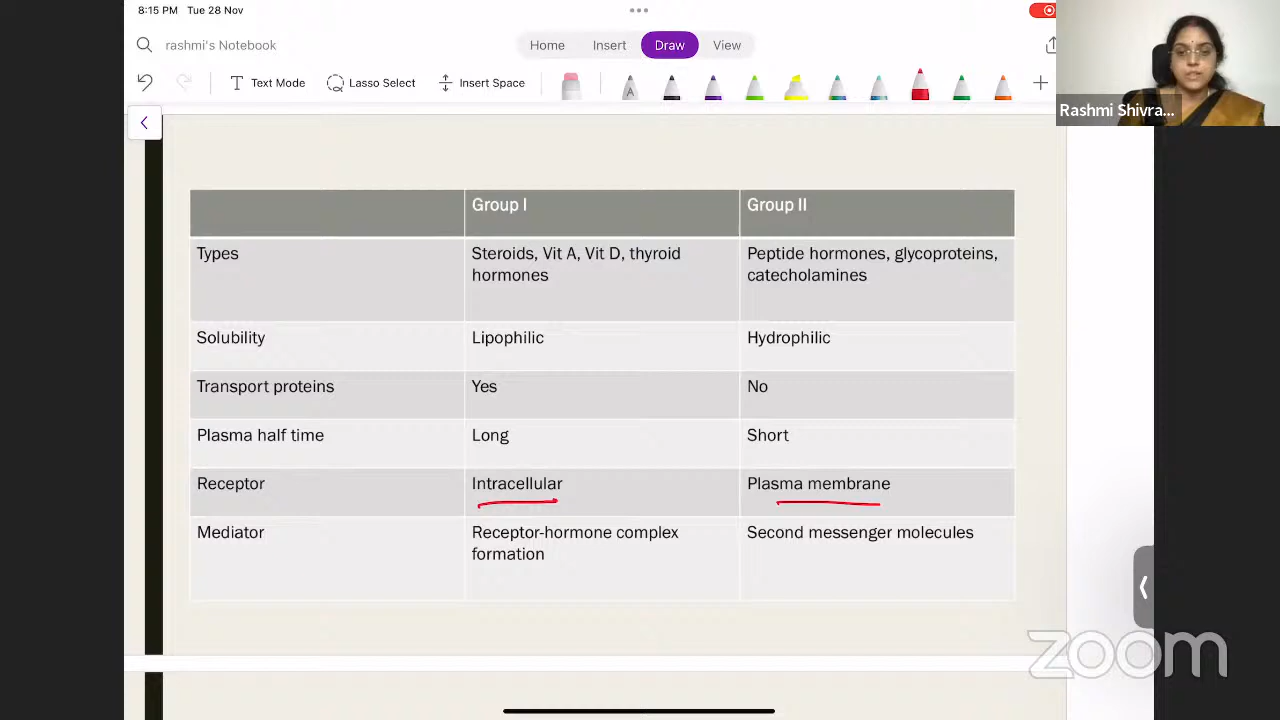 8:15 PM Tue 28 Nov
rashmi's Notebook
Home Insert Draw View
Text Mode Lasso Select Insert Space A
Rashmi Shivra...
Group I Group II
Types Steroids, Vit A, Vit D, thyroid hormones Peptide hormones, glycoproteins, catecholamines
Solubility Lipophilic Hydrophilic
Transport proteins Yes No
Plasma half time Long Short
Receptor Intracellular Plasma membrane
Mediator Receptor-hormone complex formation Second messenger molecules
zoom